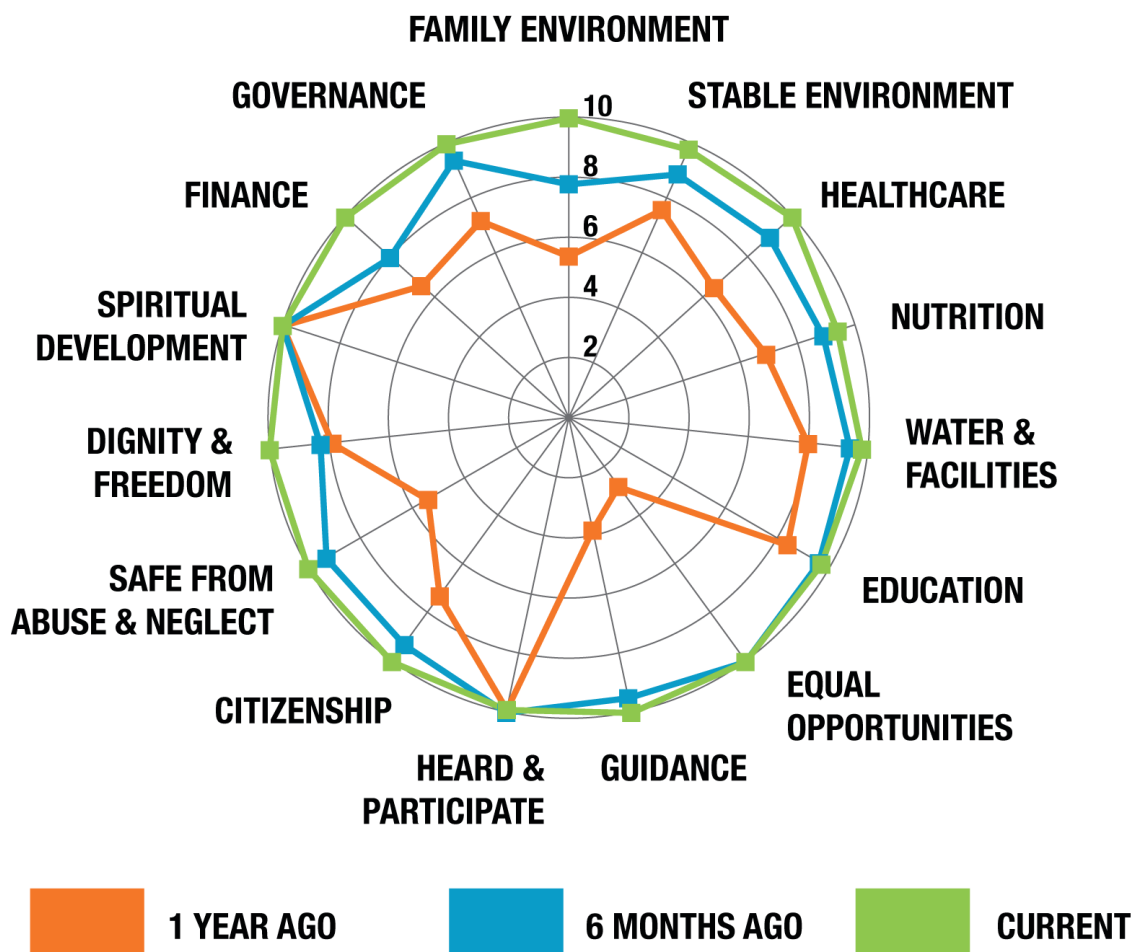 FAMILY ENVIRONMENT
GOVERNANCE
STABLE ENVIRONMENT
10
8
6
4
2
FINANCE
HEALTHCARE
SPIRITUAL
DEVELOPMENT
NUTRITION
DIGNITY &
FREEDOM
WATER &
FACILITIES
SAFE FROM
ABUSE & NEGLECT
EDUCATION
CITIZENSHIP
EQUAL
OPPORTUNITIES
HEARD &
PARTICIPATE
GUIDANCE
1 YEAR AGO
6 MONTHS AGO
CURRENT